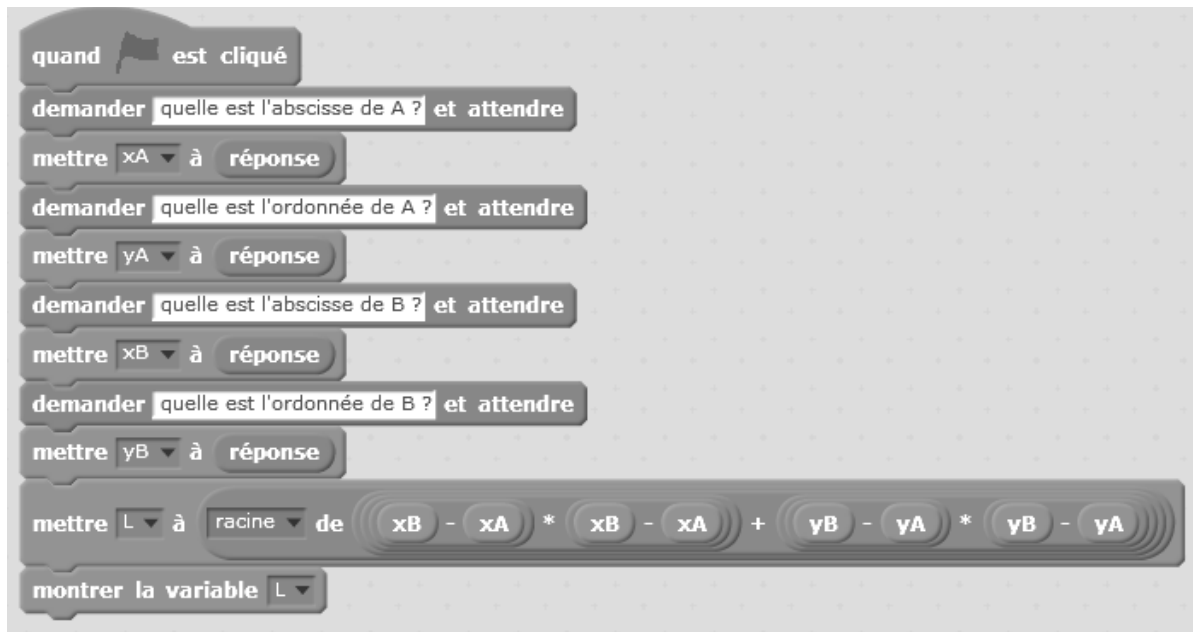 quand est cliqué
demander quelle est l'abscisse de A ? et attendre
mettre xA à réponse
demander quelle est l'ordonnée de A ? et attendre
mettre yA à réponse
demander quelle est l'abscisse de B ? et attendre
mettre xB à réponse
demander quelle est l'ordonnée de B ? et attendre
mettre yB à réponse
mettre L à racine de xB - xA * xB - xA + yB - yA * yB - yA
montrer la variable L